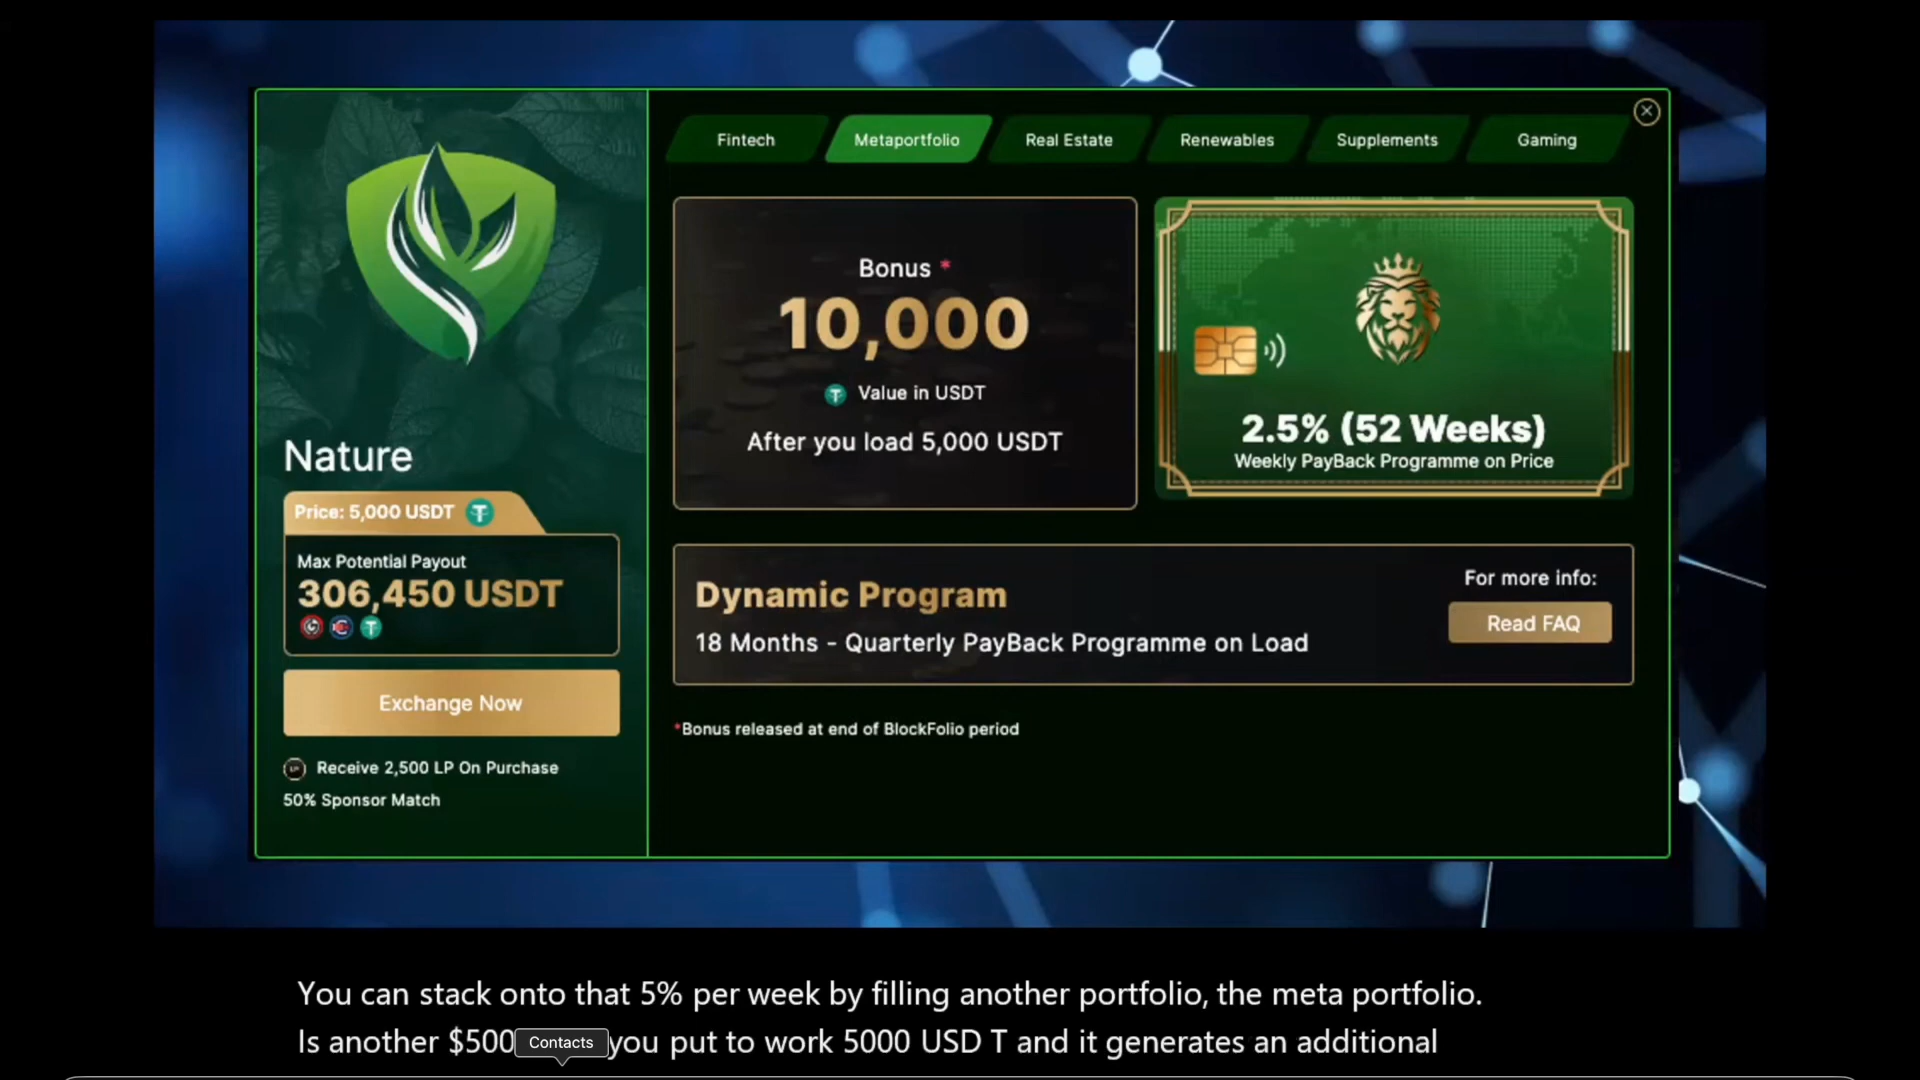 Fintech
Metaportfolio
Real Estate
Renewables
Supplements
Gaming
Nature
Price: 5,000 USDT
Max Potential Payout
306,450 USDT
Exchange Now
Receive 2,500 LP On Purchase
50% Sponsor Match
Bonus *
10,000
Value in USDT
After you load 5,000 USDT
2.5% (52 Weeks)
Weekly PayBack Programme on Price
Dynamic Program
18 Months - Quarterly PayBack Programme on Load
For more info:
Read FAQ
*Bonus released at end of BlockFolio period
You can stack onto that 5% per week by filling another portfolio, the meta portfolio.
Is another $500 you put to work 5000 USD T and it generates an additional
Contacts